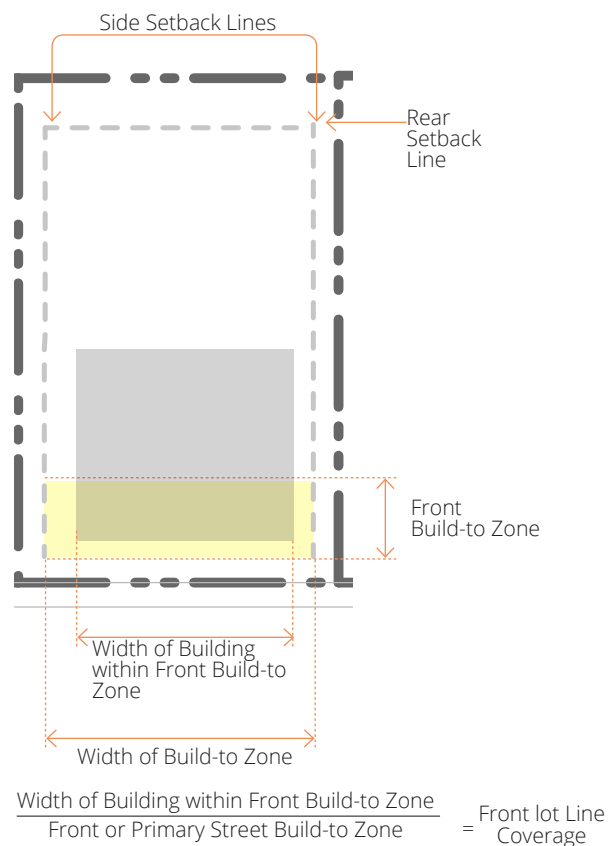 Side Setback Lines
Rear
Setback
Line
Front
Build-to Zone
Width of Building
within Front Build-to
Zone
Width of Build-to Zone
Width of Building within Front Build-to Zone
Front or Primary Street Build-to Zone
= Front lot Line
Coverage